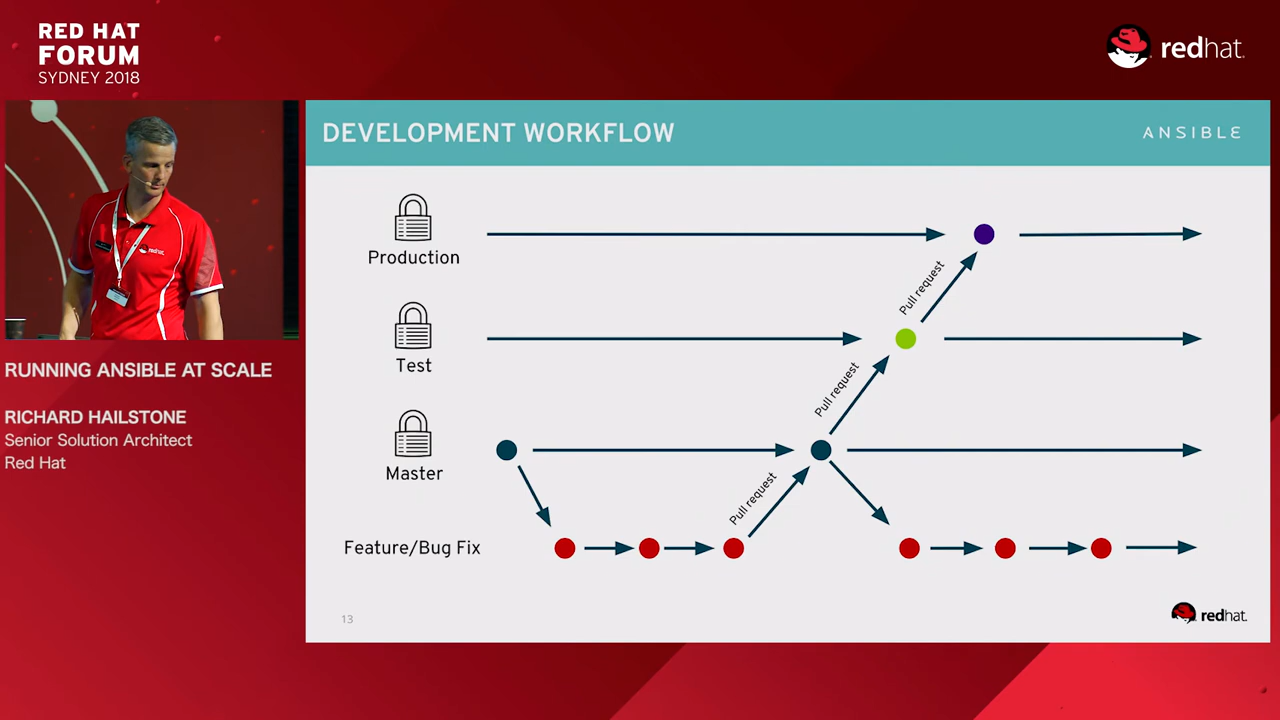 RED HAT
FORUM
SYDNEY 2018
redhat.
DEVELOPMENT WORKFLOW
ANSIBLE
Production
Pull request
Test
Pull request
Master
Pull request
Feature/Bug Fix
13
redhat.
redhat.
RUNNING ANSIBLE AT SCALE
RICHARD HAILSTONE
Senior Solution Architect
Red Hat